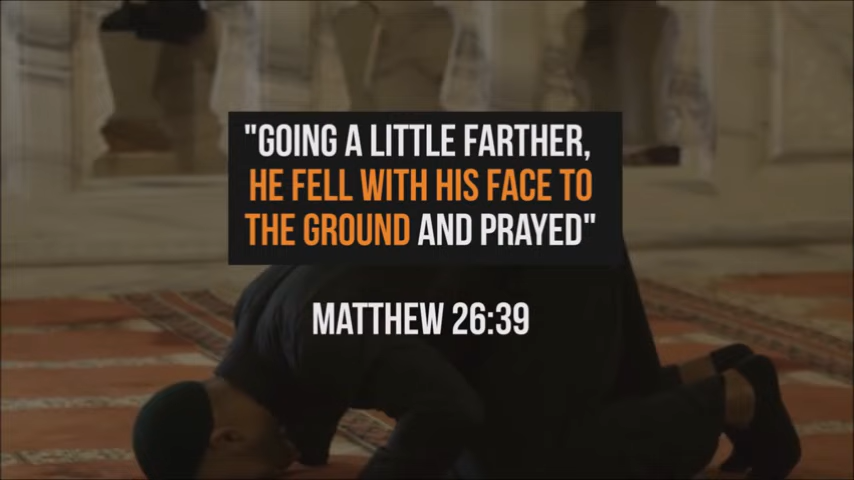 "GOING A LITTLE FARTHER,
HE FELL WITH HIS FACE TO
THE GROUND AND PRAYED"
MATTHEW 26:39